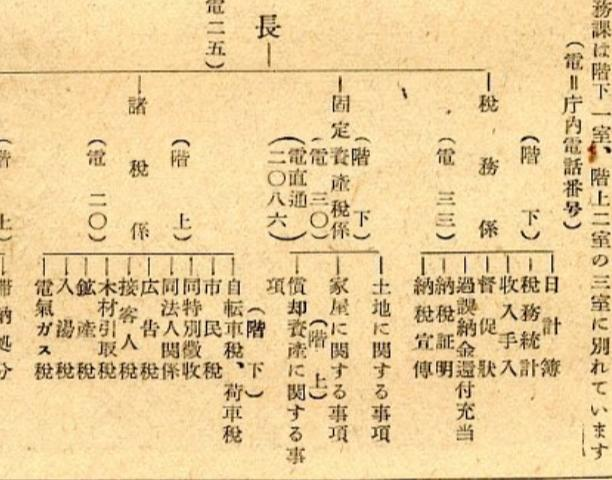 務課は階下一室、階上二室の三室に別れています
(電=庁内電話番号)
長
電二五)
税務係
(階下)
(電三三)
日計簿
税務統計
収入手入
督促状
過誤納金還付充当
納税証明
納税宣伝
固定資産税係
(階下)
(電三〇)
(電直通二〇八六)
土地に関する事項
家屋に関する事項
(階上)
償却資産に関する事項
諸税係
(階上)
(電二〇)
(階下)
自転車税、荷車税
市民税
同特別徴收
同法人関係
広告税
接客人税
木材引取税
鉱産税
入湯税
電氣ガス税
階上)
滞納処分